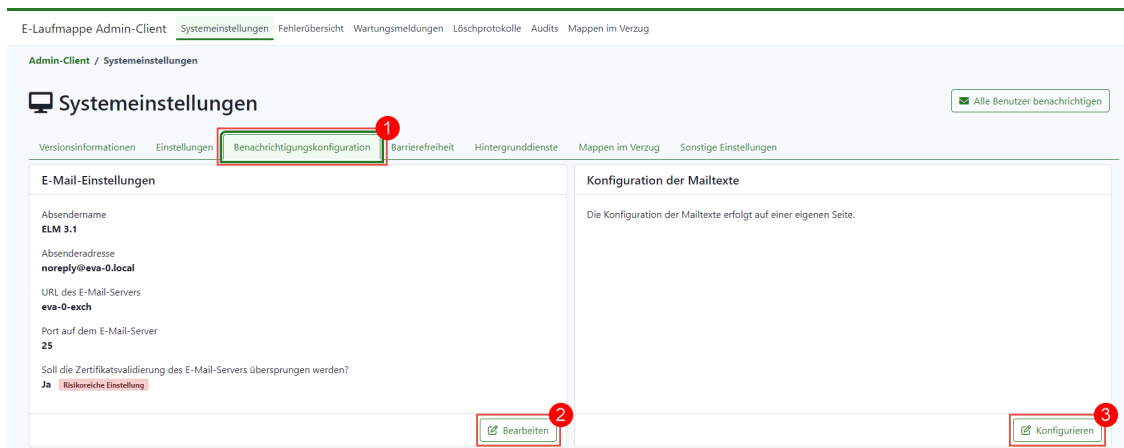 E-Laufmappe Admin-Client Systemeinstellungen Fehlerübersicht Wartungsmeldungen Löschprotokolle Audits Mappen im Verzug
Admin-Client / Systemeinstellungen
Systemeinstellungen
Alle Benutzer benachrichtigen
1
Versionsinformationen Einstellungen Benachrichtigungskonfiguration Barrierefreiheit Hintergrunddienste Mappen im Verzug Sonstige Einstellungen
E-Mail-Einstellungen
Absendername
ELM 3.1
Absenderadresse
noreply@eva-0.local
URL des E-Mail-Servers
eva-0-exch
Port auf dem E-Mail-Server
25
Soll die Zertifikatsvalidierung des E-Mail-Servers übersprungen werden?
Ja Risikoreiche Einstellung
2
Bearbeiten
Konfiguration der Mailtexte
Die Konfiguration der Mailtexte erfolgt auf einer eigenen Seite.
3
Konfigurieren